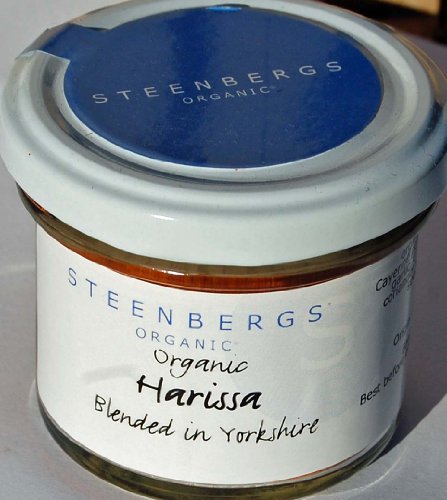 STEENBERGS
ORGANIC
STEENBERGS
ORGANIC
Organic
Harissa
Blended in Yorkshire
Best before